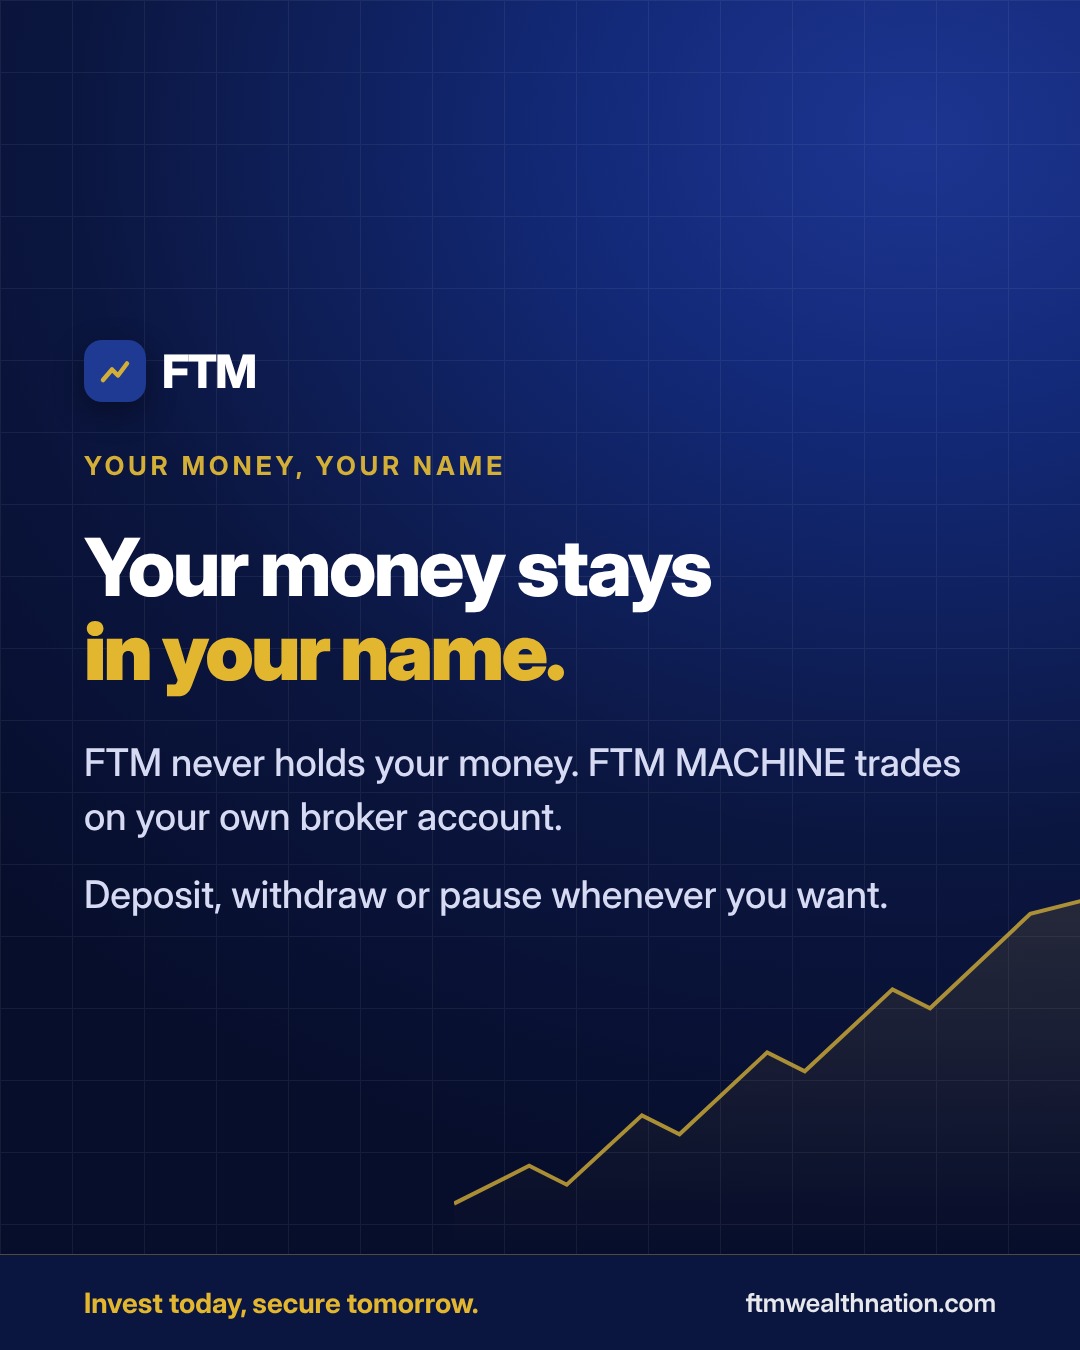 FTM
YOUR MONEY, YOUR NAME
Your money stays
in your name.
FTM never holds your money. FTM MACHINE trades
on your own broker account.
Deposit, withdraw or pause whenever you want.
Invest today, secure tomorrow.
ftmwealthnation.com